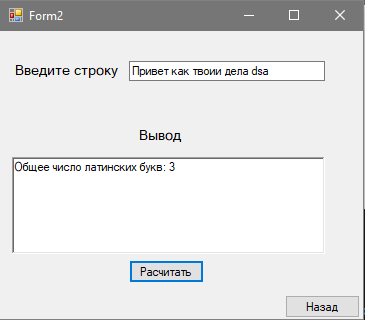 Form2
Введите строку Привет как твоии дела dsa
Вывод
Общее число латинских букв: 3
Расчитать
Назад